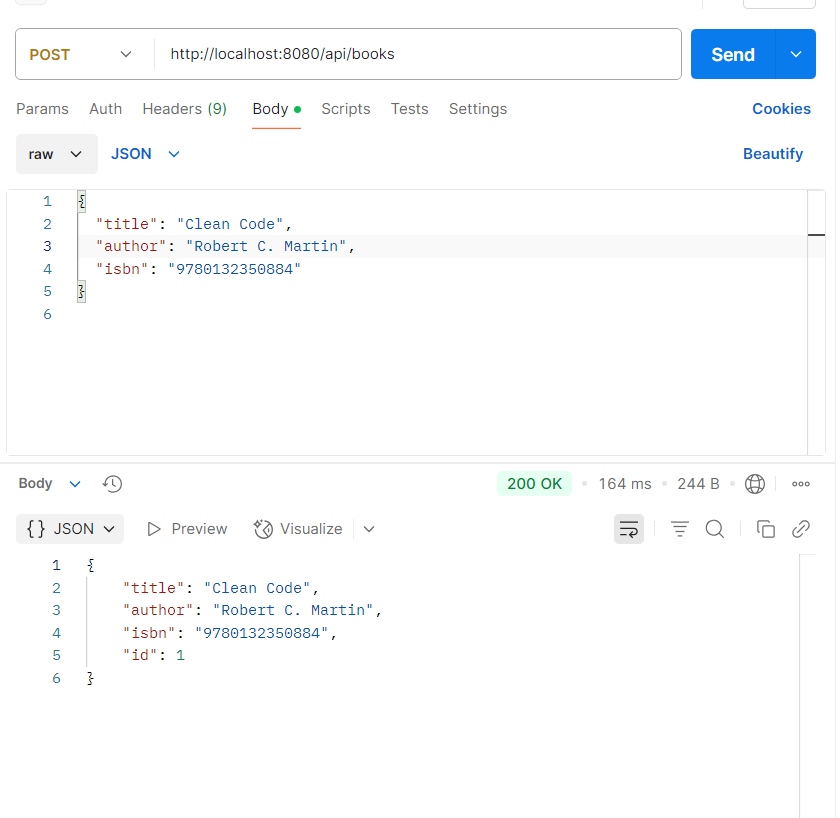 POST http://localhost:8080/api/books Send
Params Auth Headers (9) Body Scripts Tests Settings Cookies
raw JSON Beautify
1 {
2 "title": "Clean Code",
3 "author": "Robert C. Martin",
4 "isbn": "9780132350884"
5 }
6
Body 200 OK 164 ms 244 B
{} JSON Preview Visualize
1 {
2 "title": "Clean Code",
3 "author": "Robert C. Martin",
4 "isbn": "9780132350884",
5 "id": 1
6 }